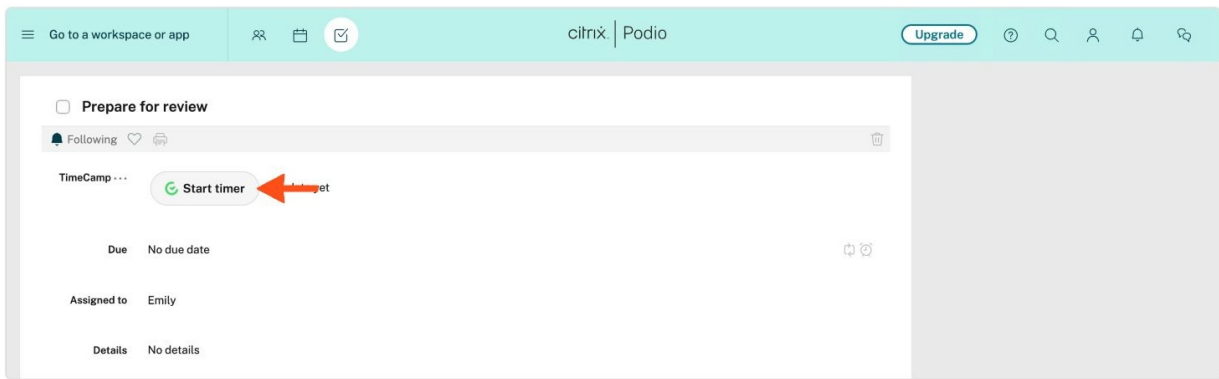 Go to a workspace or app
citrix. | Podio
Upgrade
Prepare for review
Following
TimeCamp ···
Start timer
yet
Due No due date
Assigned to Emily
Details No details